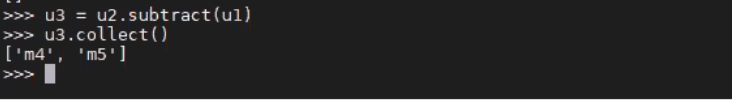 >>> u3 = u2.subtract(u1)
>>> u3.collect()
['m4', 'm5']
>>>